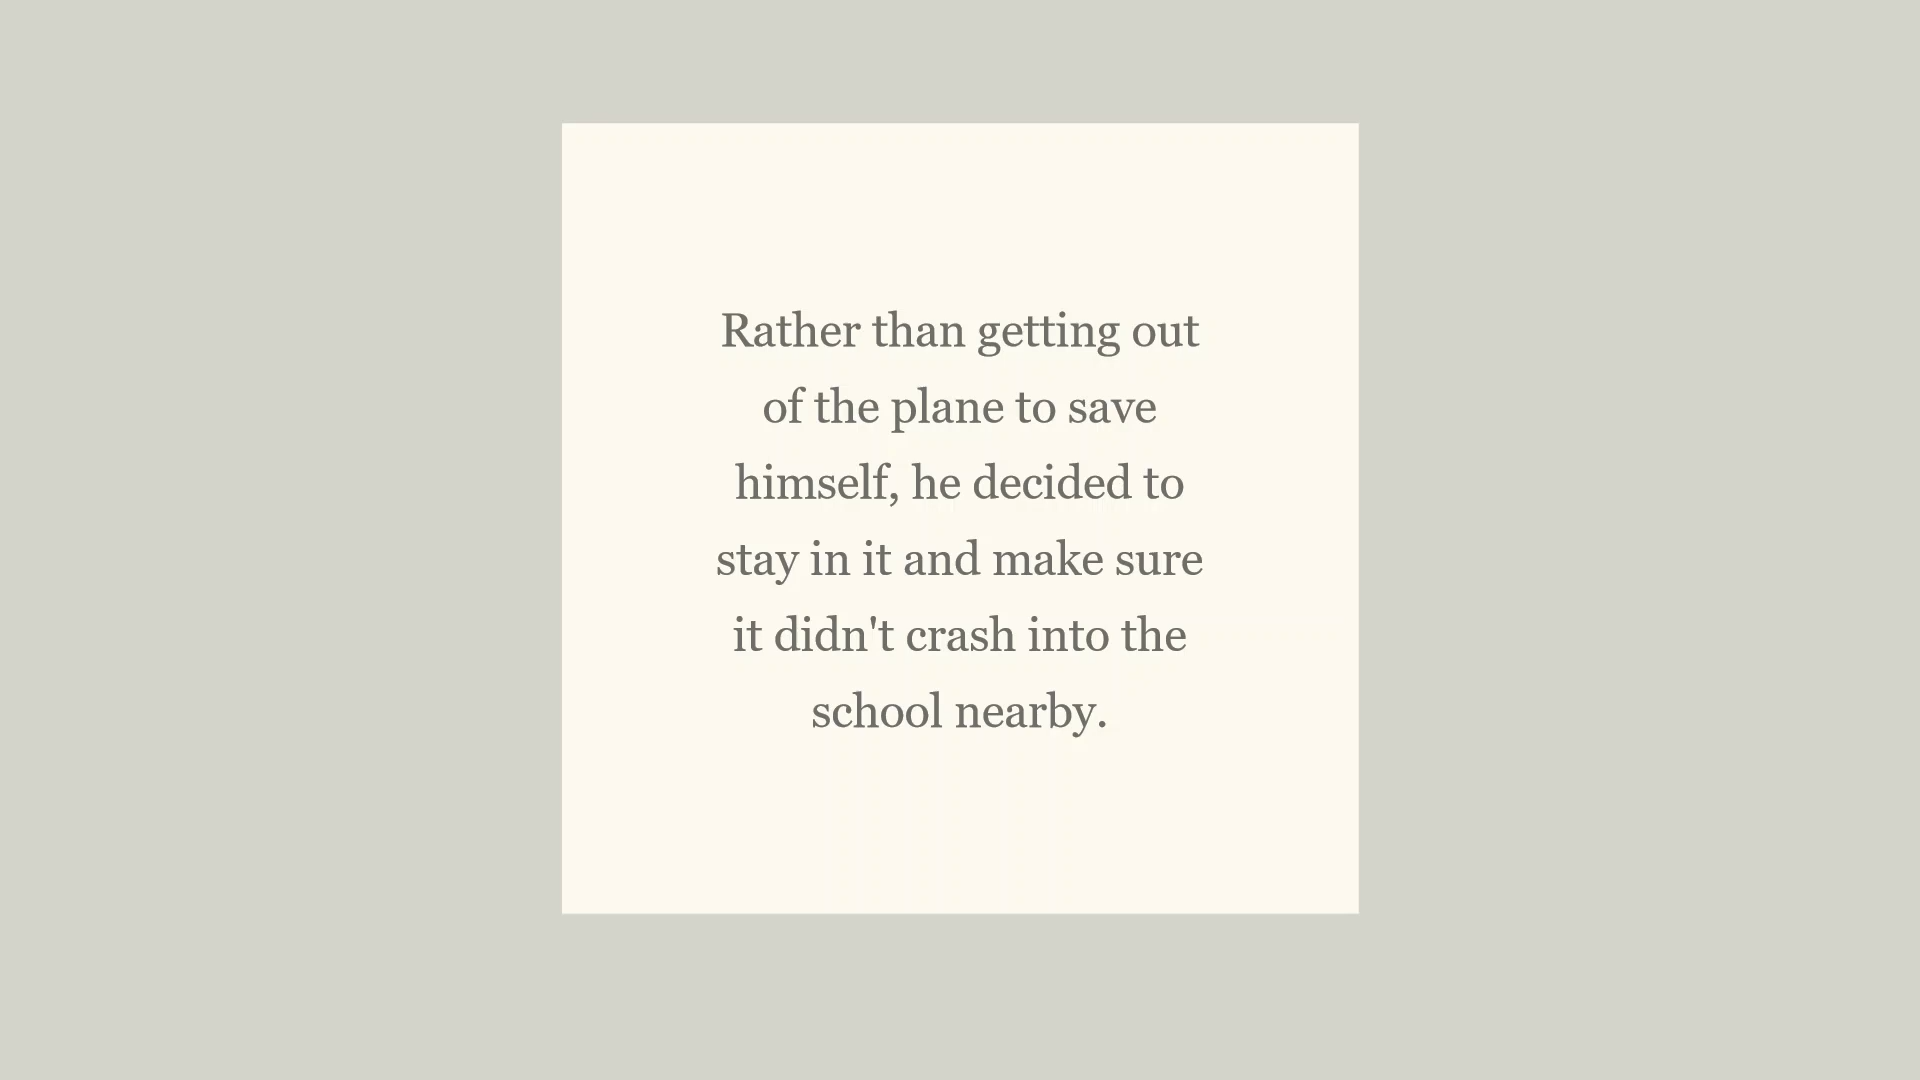 Rather than getting out
of the plane to save
himself, he decided to
stay in it and make sure
it didn't crash into the
school nearby.